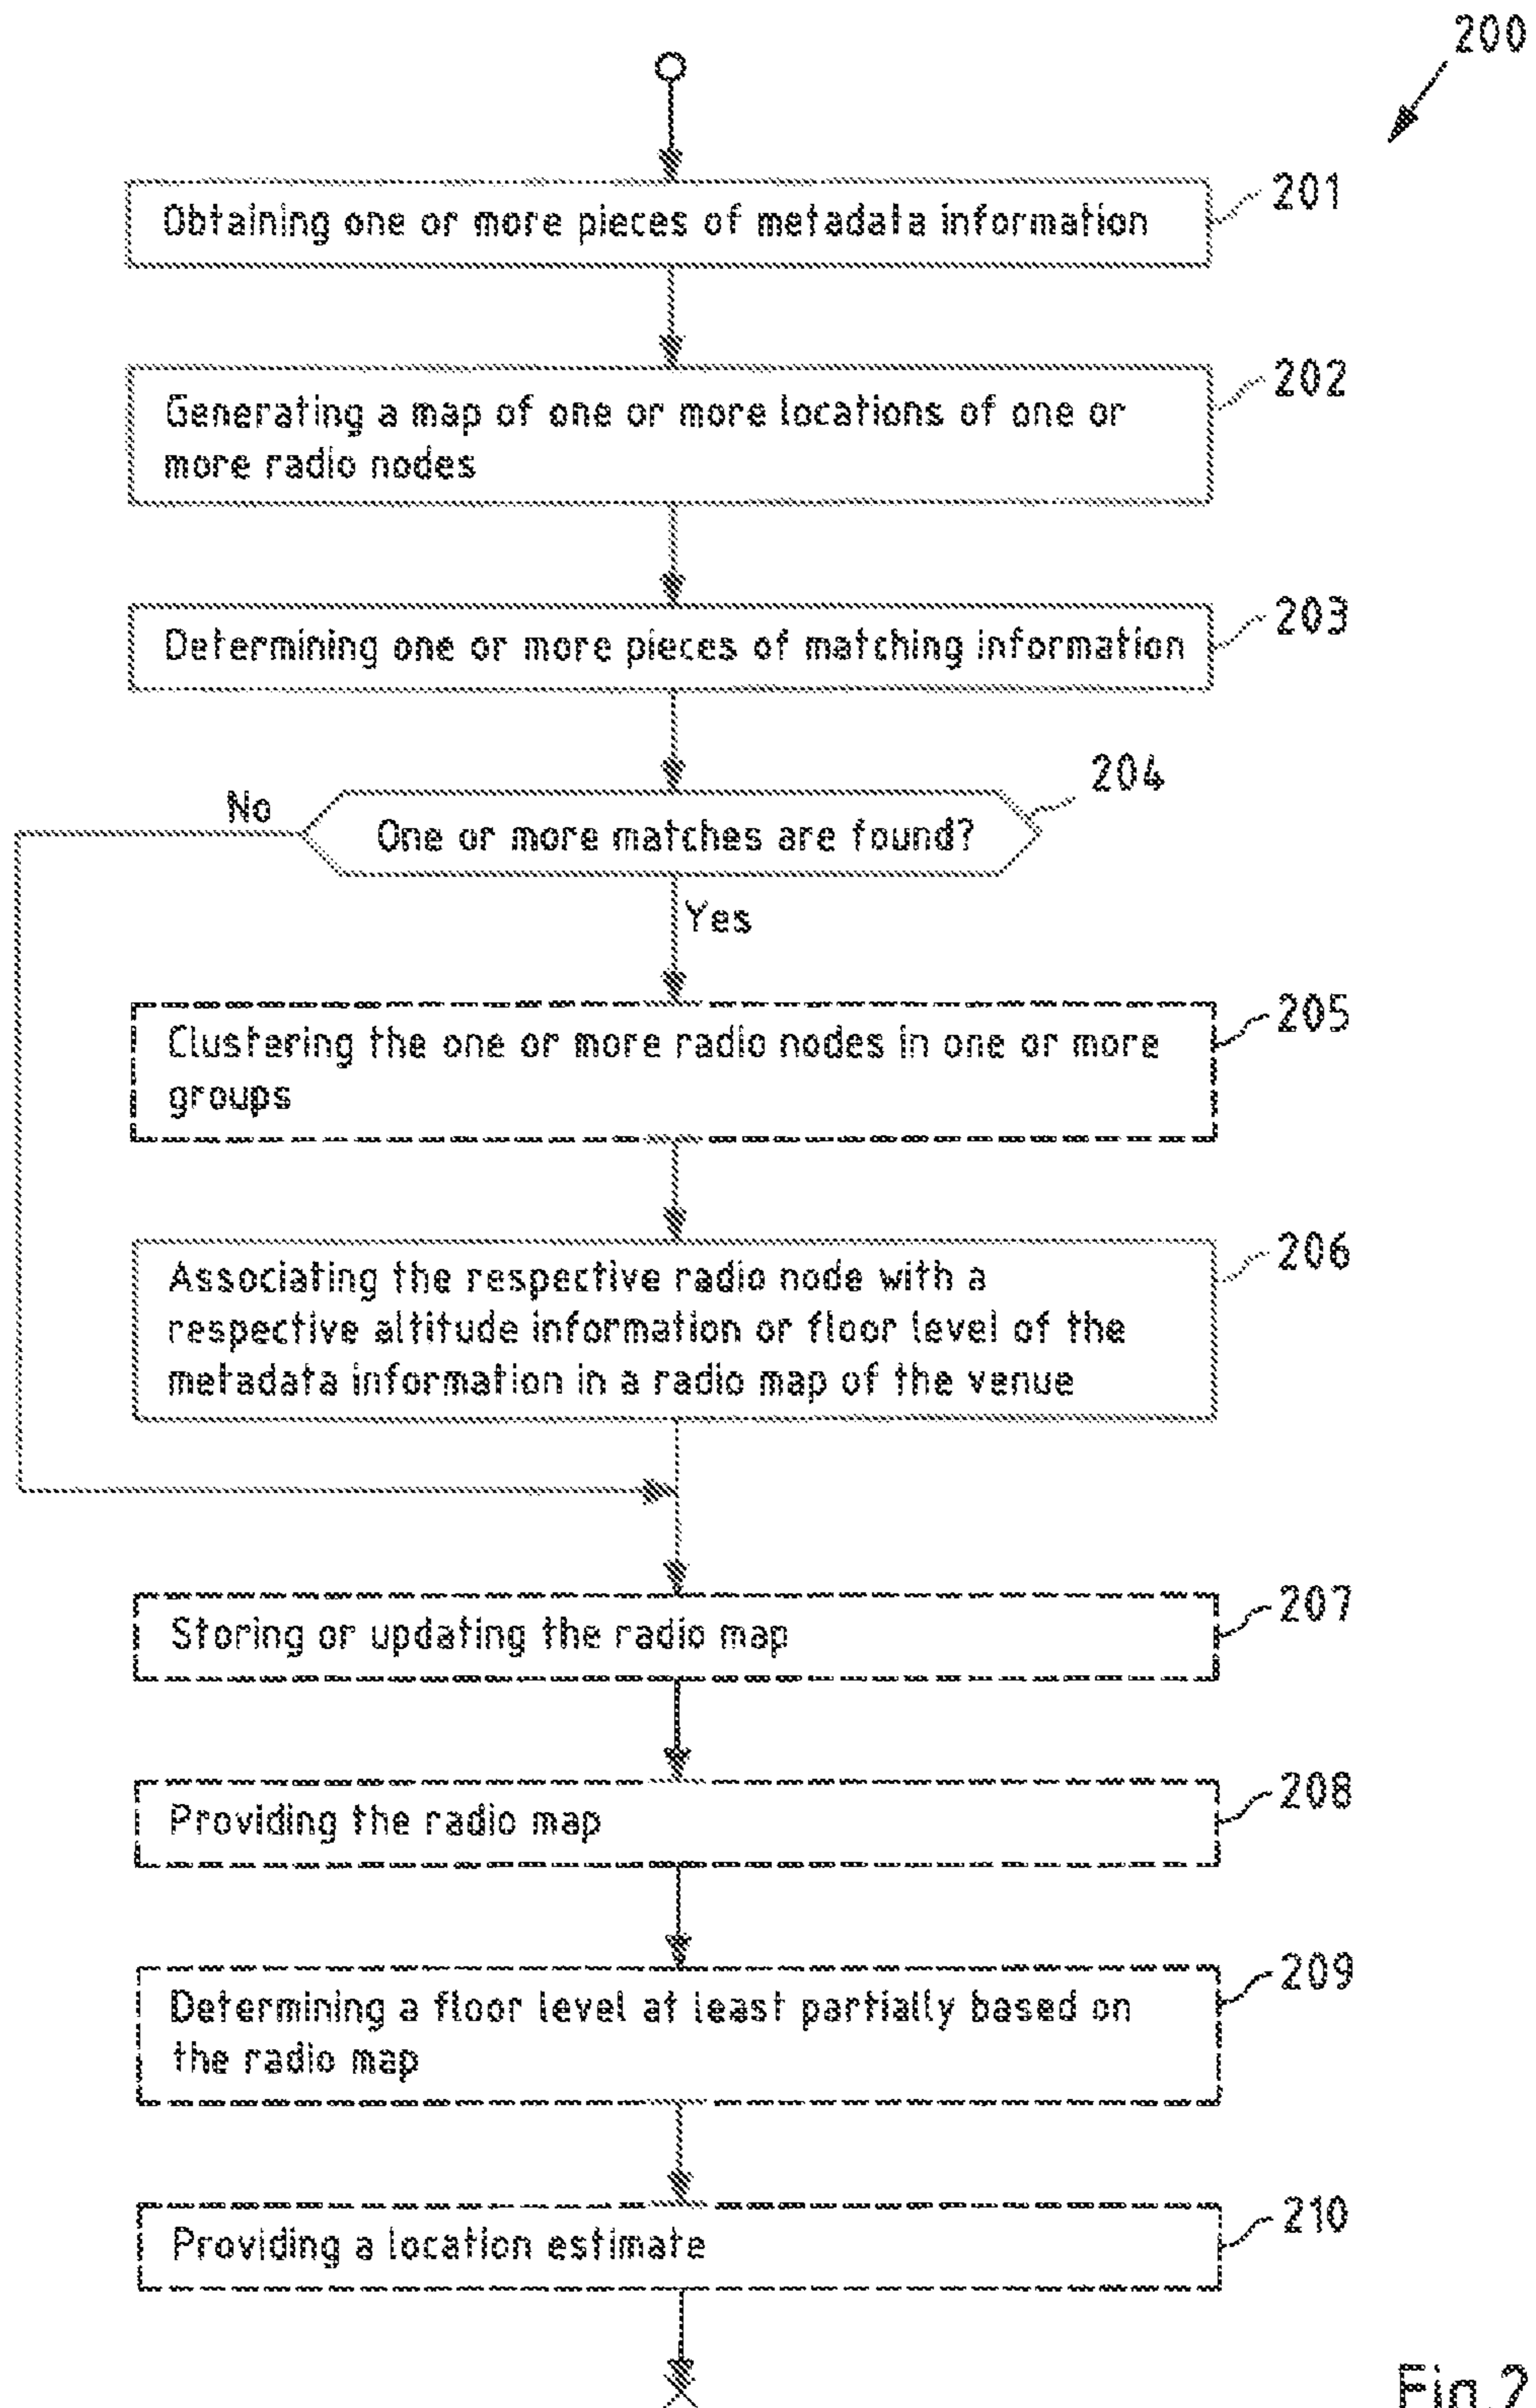 200
Obtaining one or more pieces of metadata information
201
Generating a map of one or more locations of one or
more radio nodes
202
Determining one or more pieces of matching information
203
204
No
One or more matches are found?
Yes
Clustering the one or more radio nodes in one or more
groups
205
Associating the respective radio node with a
respective altitude information or floor level of the
metadata information in a radio map of the venue
206
Storing or updating the radio map
207
Providing the radio map
208
Determining a floor level at least partially based on
the radio map
209
Providing a location estimate
210
Fig.2